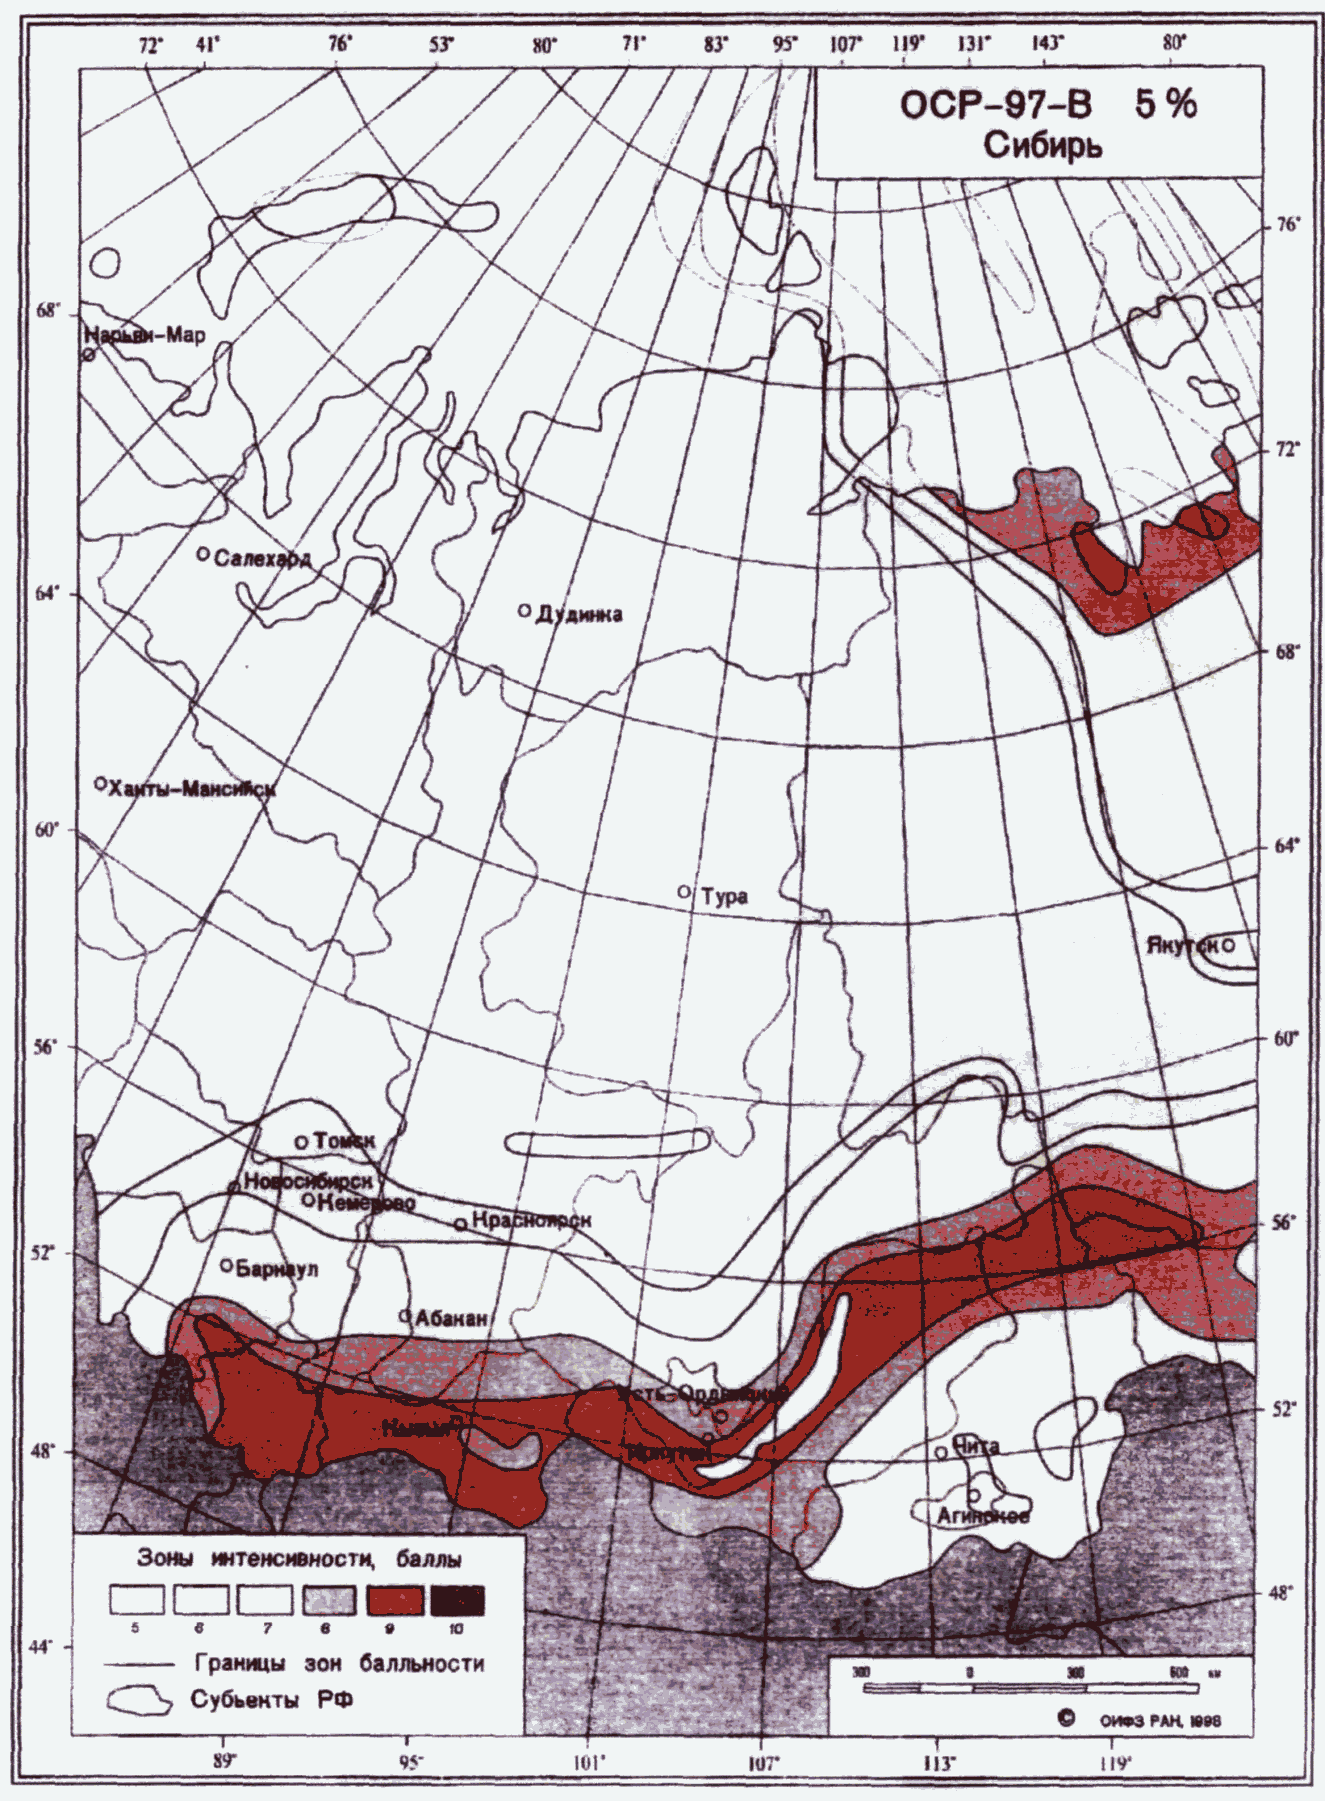 72° 41° 76° 53° 80° 71° 83° 95° 107° 119° 131° 143° 80°
ОСР-97-В 5%
Сибирь
76°
68°
Нарьян-Мар
72°
Салехард
64°
Дудинка
68°
Ханты-Мансийск
60°
64°
Тура
Якутск
56°
60°
Томск
Новосибирск
Кемерово
Красноярск
56°
52°
Барнаул
Абакан
52°
Чита
48°
Агинское
Зоны интенсивности, баллы
5 6 7 8 9 10
48°
44°
Границы зон балльности
Субъекты РФ
300 0 300 600 км
© ОИФЗ РАН, 1998
89° 95° 101° 107° 113° 119°